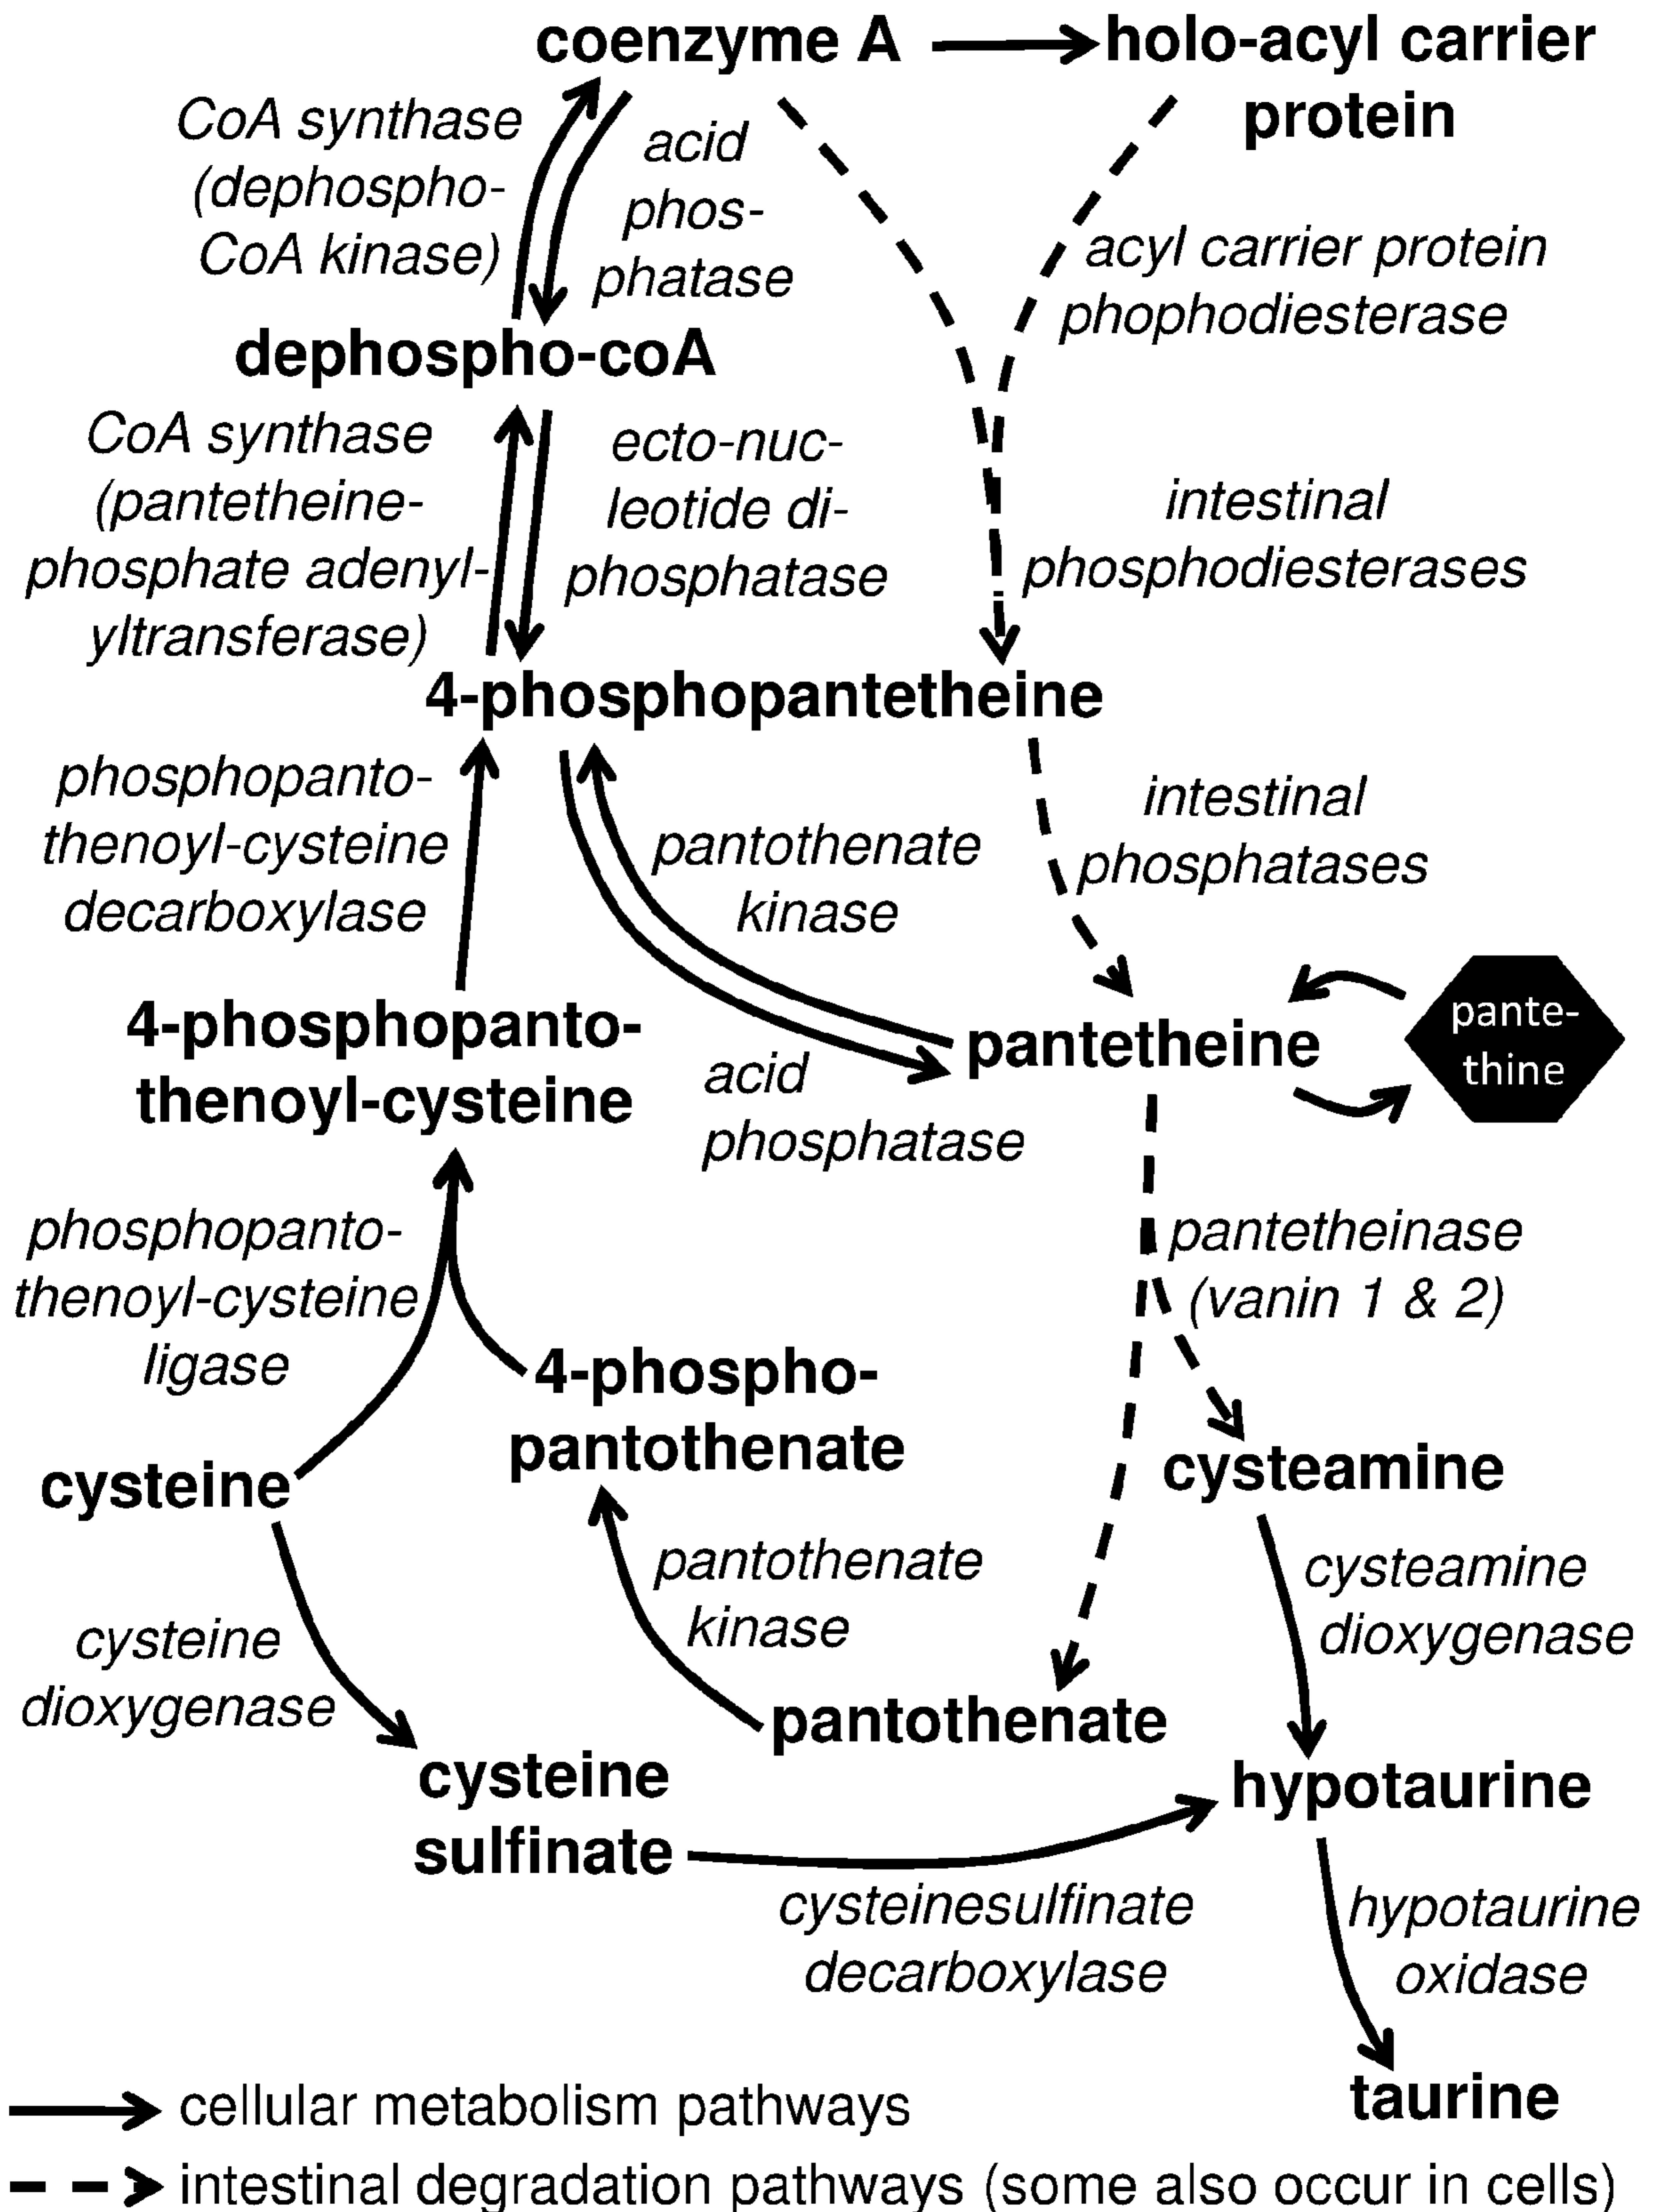 coenzyme A
holo-acyl carrier
protein
CoA synthase
(dephospho-
CoA kinase)
acid
phos-
phatase
acyl carrier protein
phophodiesterase
dephospho-coA
CoA synthase
(pantetheine-
phosphate adenyl-
yltransferase)
ecto-nuc-
leotide di-
phosphatase
intestinal
phosphodiesterases
4-phosphopantetheine
phosphopanto-
thenoyl-cysteine
decarboxylase
pantothenate
kinase
intestinal
phosphatases
4-phosphopanto-
thenoyl-cysteine
acid
phosphatase
pantetheine
pante-
thine
phosphopanto-
thenoyl-cysteine
ligase
pantetheinase
(vanin 1 & 2)
4-phospho-
pantothenate
cysteine
cysteamine
pantothenate
kinase
cysteamine
dioxygenase
cysteine
dioxygenase
pantothenate
cysteine
sulfinate
hypotaurine
cysteinesulfinate
decarboxylase
hypotaurine
oxidase
taurine
cellular metabolism pathways
intestinal degradation pathways (some also occur in cells)